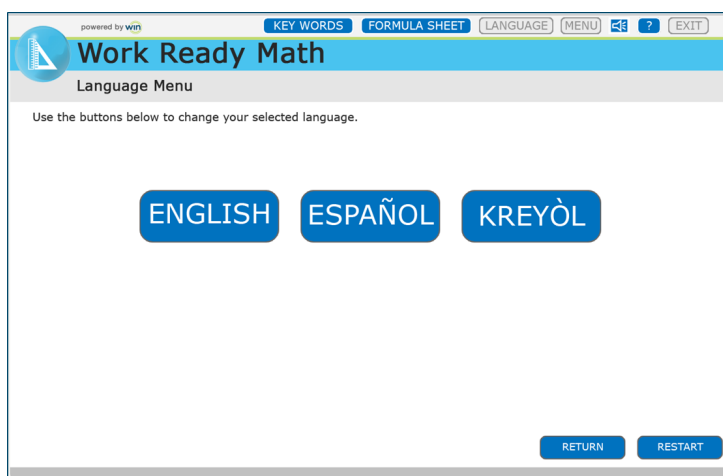 powered by win KEY WORDS FORMULA SHEET LANGUAGE MENU ? EXIT
Work Ready Math
Language Menu
Use the buttons below to change your selected language.
ENGLISH ESPAÑOL KREYÒL
RETURN RESTART